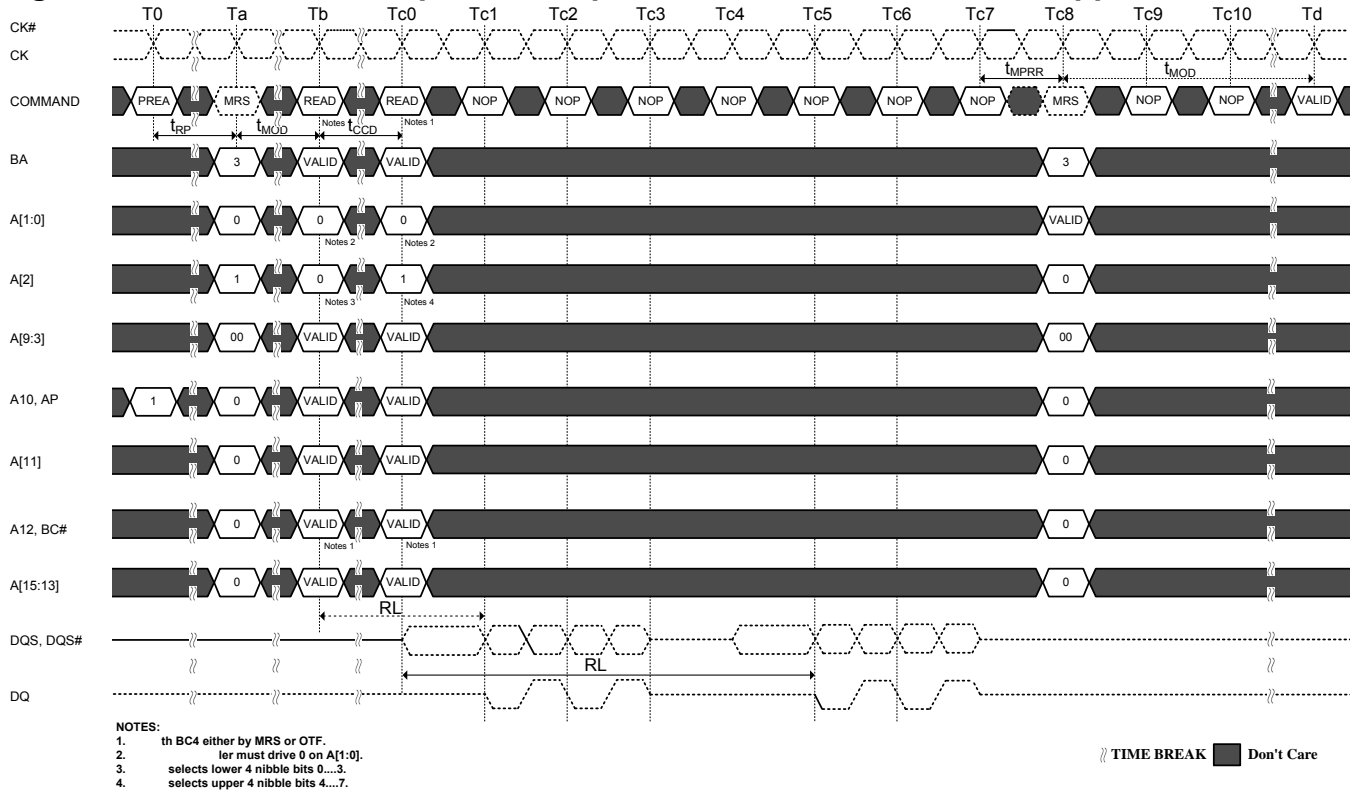 T0 Ta Tb Tc0 Tc1 Tc2 Tc3 Tc4 Tc5 Tc6 Tc7 Tc8 Tc9 Tc10 Td
CK#
CK
tMPRR tMOD
COMMAND PREA MRS READ READ NOP NOP NOP NOP NOP NOP NOP MRS NOP NOP VALID
Notes 1 Notes 1
tRP tMOD tCCD
BA 3 VALID VALID 3
A[1:0] 0 0 0 VALID
Notes 2 Notes 2
A[2] 1 0 1 0
Notes 3 Notes 4
A[9:3] 00 VALID VALID 00
A10, AP 1 0 VALID VALID 0
A[11] 0 VALID VALID 0
A12, BC# 0 VALID VALID 0
Notes 1 Notes 1
A[15:13] 0 VALID VALID 0
RL
DQS, DQS#
RL
DQ
NOTES:
1. th BC4 either by MRS or OTF.
2. ler must drive 0 on A[1:0].
3. selects lower 4 nibble bits 0....3.
4. selects upper 4 nibble bits 4....7.
TIME BREAK Don't Care